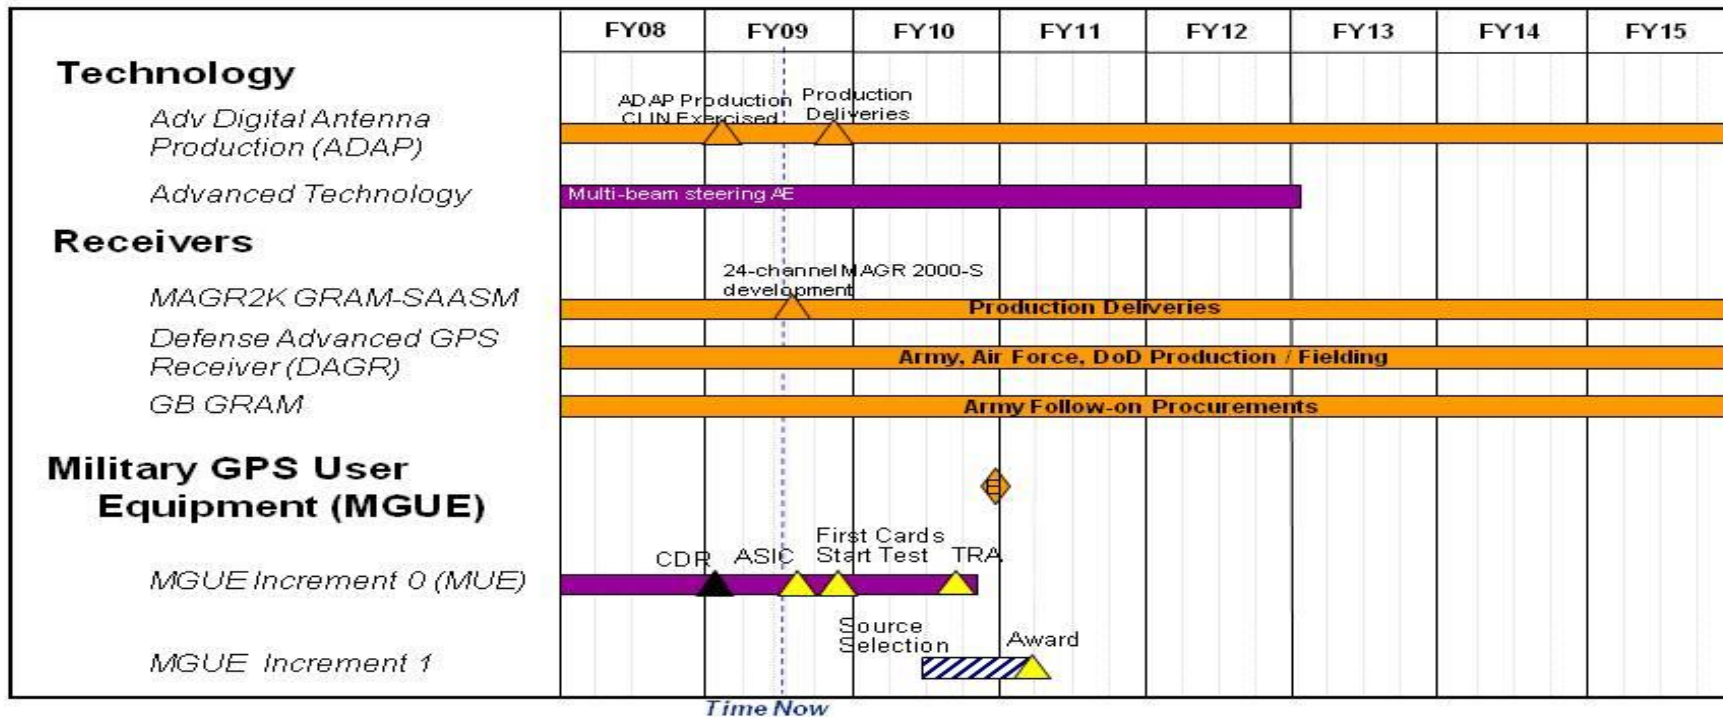 FY08 FY09 FY10 FY11 FY12 FY13 FY14 FY15
Technology
Adv Digital Antenna
Production (ADAP)
ADAP Production
CLIN Exercised
Production
Deliveries
Advanced Technology
Multi-beam steering AE
Receivers
24-channel MAGR 2000-S
development
MAGR2K GRAM-SAASM
Production Deliveries
Defense Advanced GPS
Receiver (DAGR)
Army, Air Force, DoD Production / Fielding
GB GRAM
Army Follow-on Procurements
Military GPS User
Equipment (MGUE)
CDR ASIC
First Cards
Start Test
TRA
MGUE Increment 0 (MUE)
Source
Selection
Award
MGUE Increment 1
Time Now